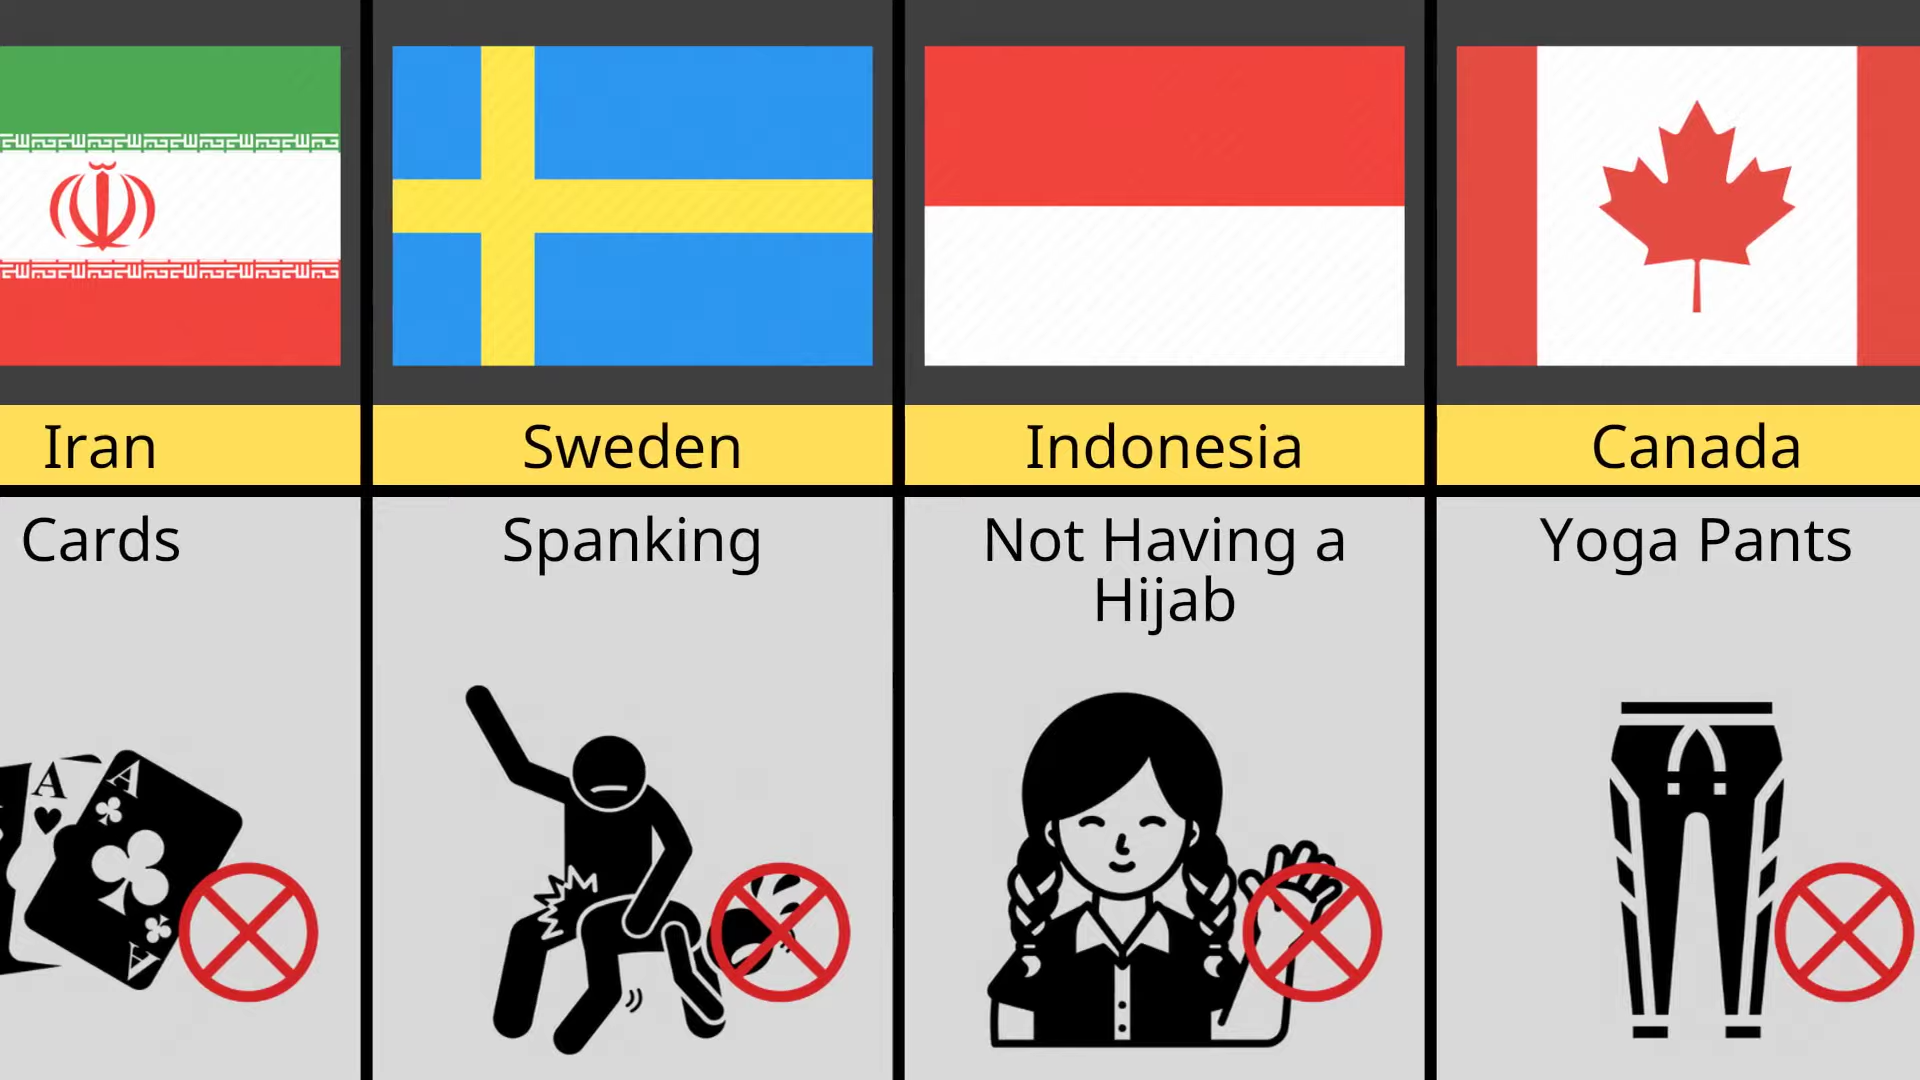 Iran
Sweden
Indonesia
Canada
Cards
Spanking
Not Having a
Hijab
Yoga Pants
A
A
A